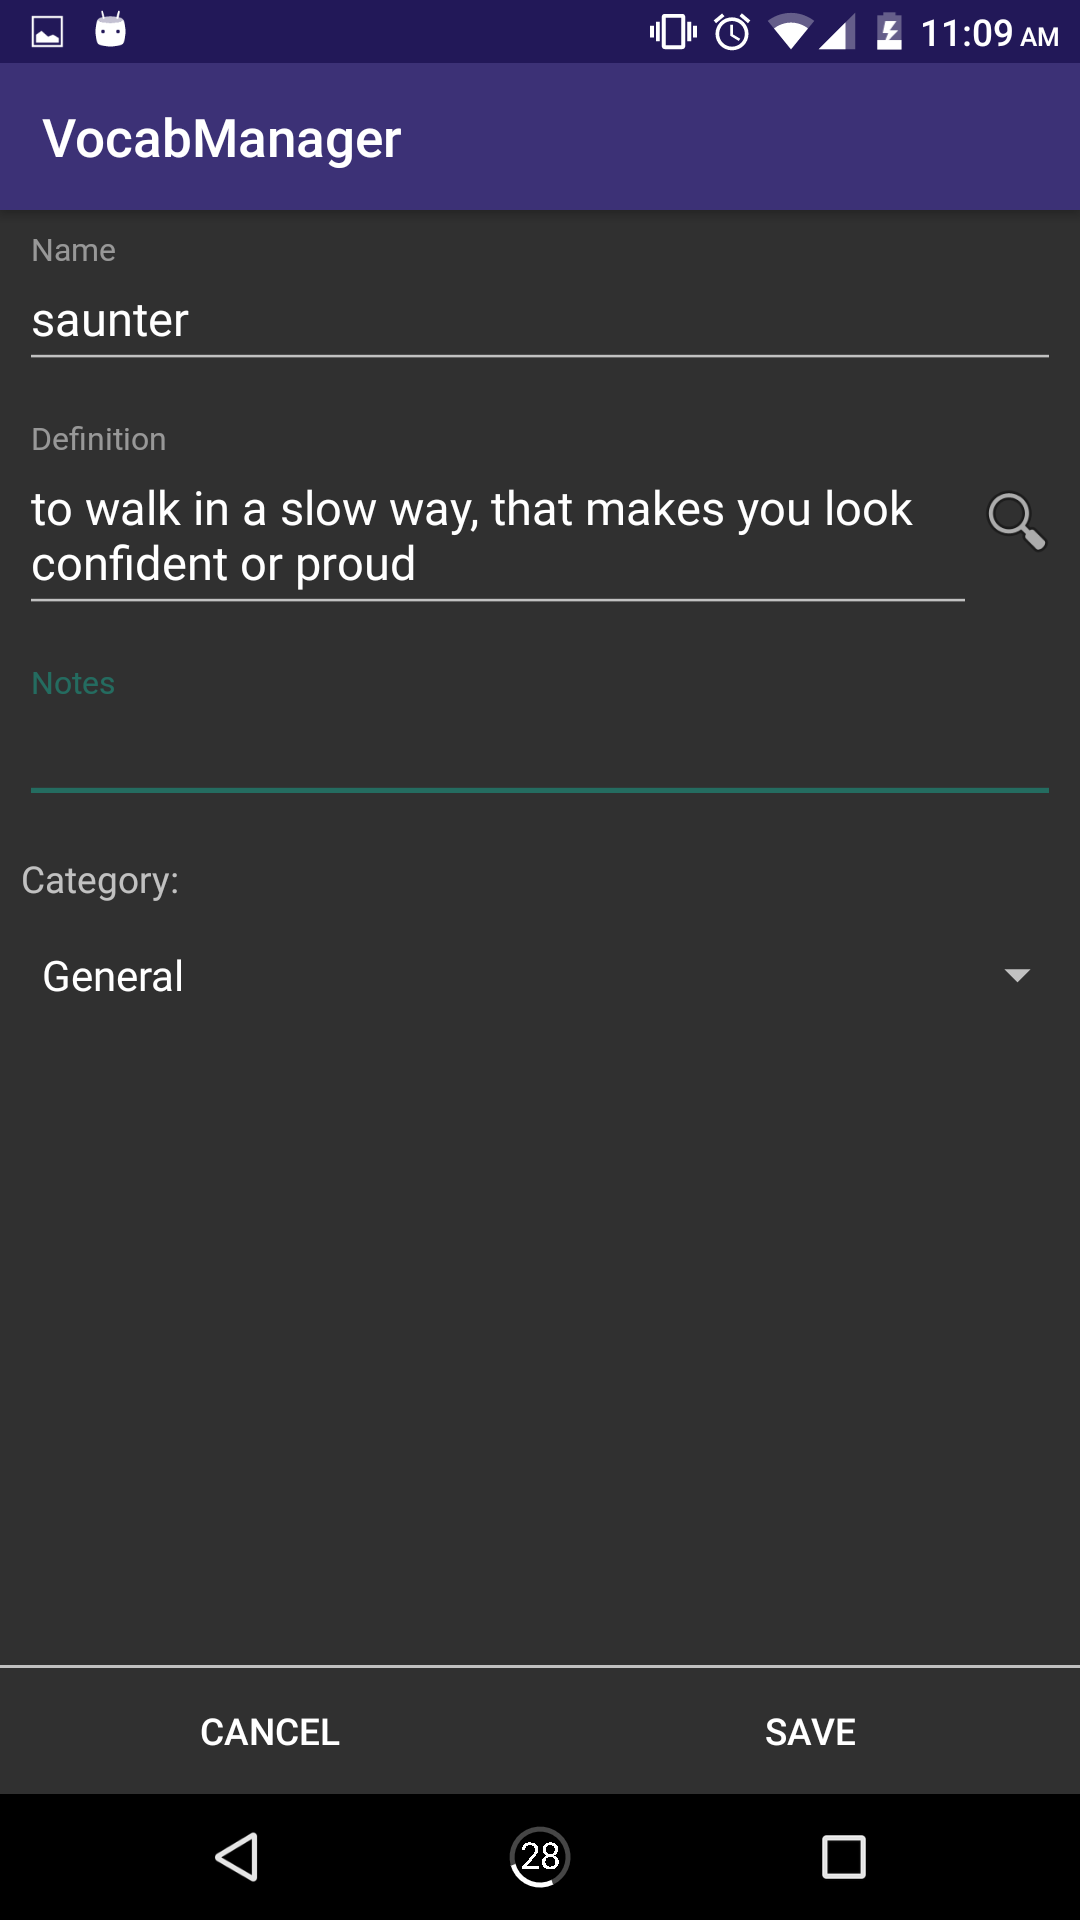 11:09 AM
VocabManager
Name
saunter
Definition
to walk in a slow way, that makes you look
confident or proud
Notes
Category:
General
CANCEL
SAVE
28